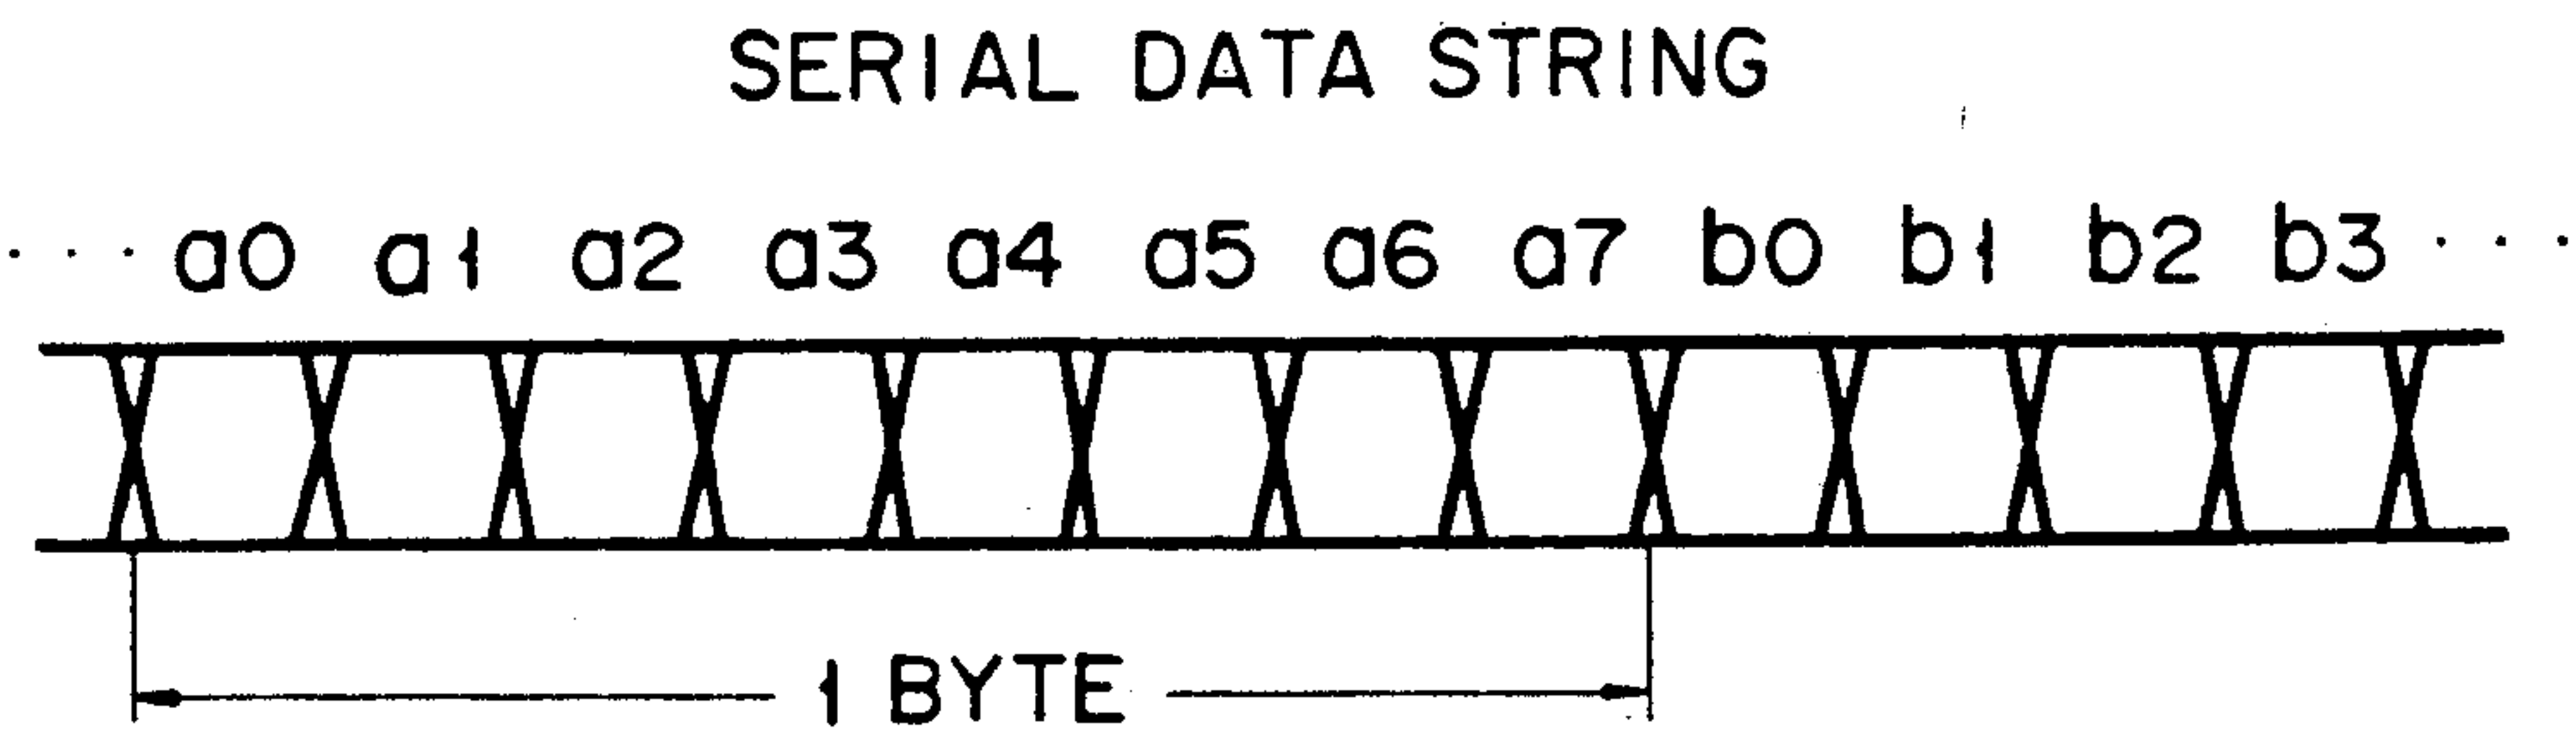 SERIAL DATA STRING
· · · a0 a1 a2 a3 a4 a5 a6 a7 b0 b1 b2 b3 · · ·
1 BYTE